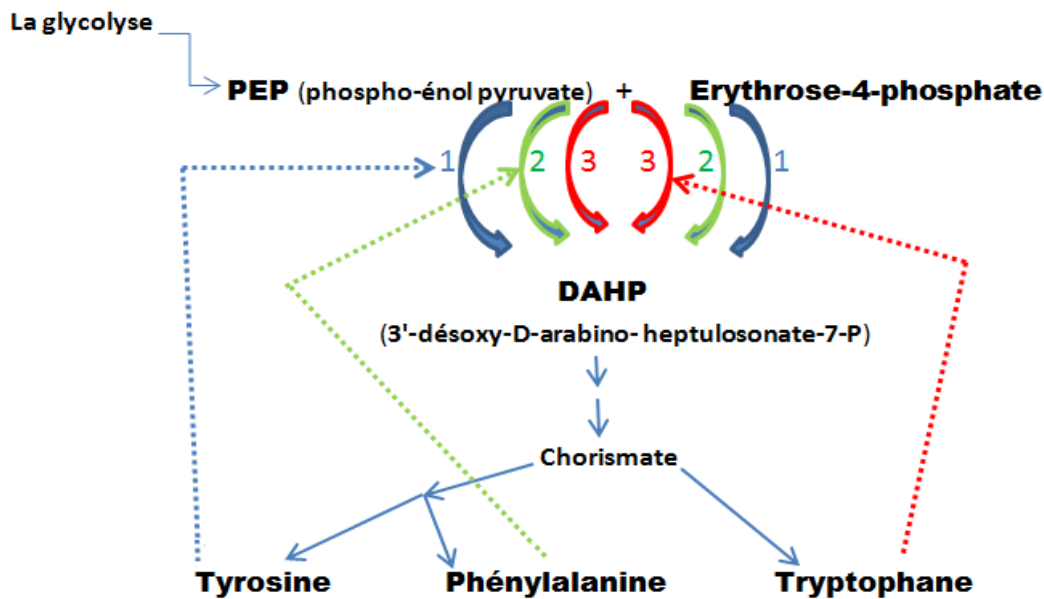 La glycolyse
PEP (phospho-énol pyruvate) + Erythrose-4-phosphate
1 2 3 3 2 1
DAHP
(3'-désoxy-D-arabino- heptulosonate-7-P)
Chorismate
Tyrosine Phénylalanine Tryptophane